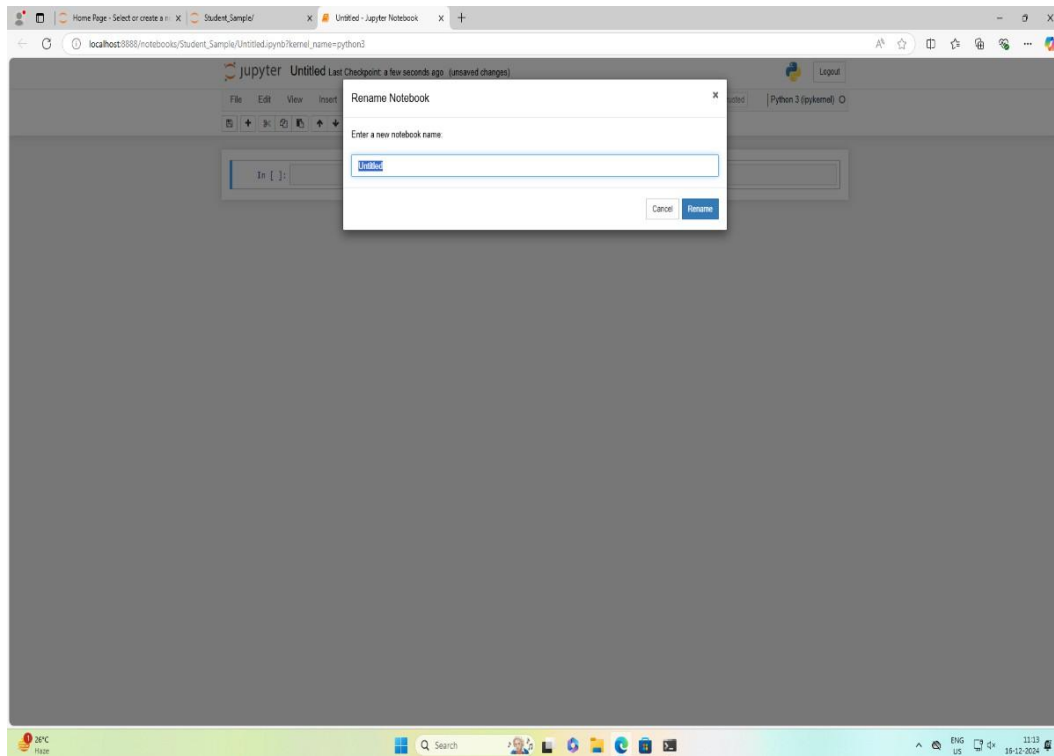 Home Page - Select or create a n
Student_Sample/
Untitled - Jupyter Notebook
localhost:8888/notebooks/Student_Sample/Untitled.ipynb?kernel_name=python3
jupyter Untitled Last Checkpoint: a few seconds ago (unsaved changes)
Logout
File Edit View Insert
usted
Python 3 (ipykernel)
Rename Notebook
Enter a new notebook name:
Untitled
Cancel Rename
In [ ]:
1
26°C
Haze
Search
ENG
US
11:13
16-12-2024